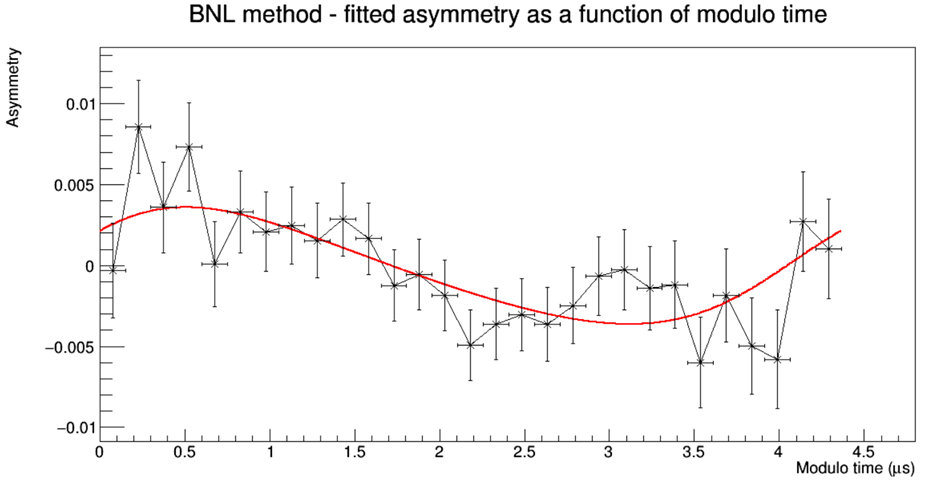 BNL method - fitted asymmetry as a function of modulo time
Asymmetry
0.01
0.005
0
−0.005
−0.01
0 0.5 1 1.5 2 2.5 3 3.5 4 4.5
Modulo time (μs)